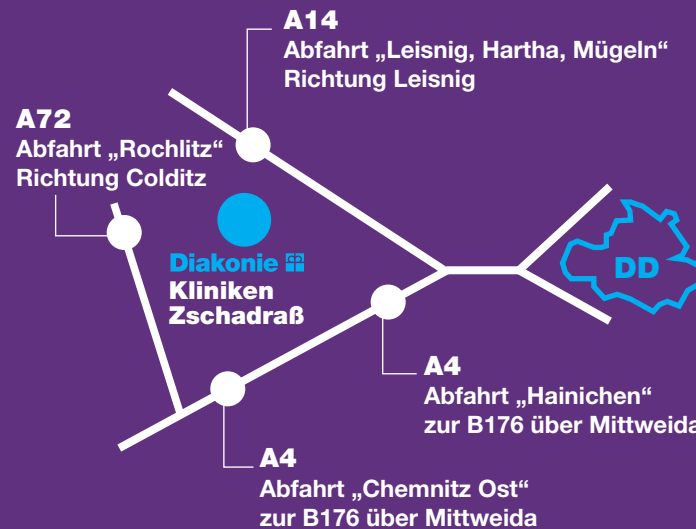 A14
Abfahrt „Leisnig, Hartha, Mügeln“
Richtung Leisnig
A72
Abfahrt „Rochlitz“
Richtung Colditz
Diakonie
Kliniken
Zschadraß
DD
A4
Abfahrt „Hainichen“
zur B176 über Mittweida
A4
Abfahrt „Chemnitz Ost“
zur B176 über Mittweida